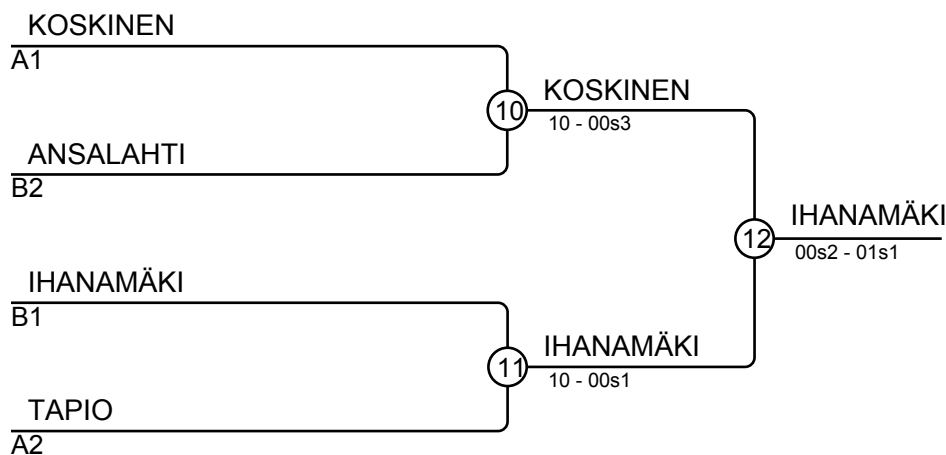 KOSKINEN
A1
10
KOSKINEN
10 - 00s3
ANSALAHTI
B2
12
IHANAMÄKI
00s2 - 01s1
IHANAMÄKI
B1
11
IHANAMÄKI
10 - 00s1
TAPIO
A2